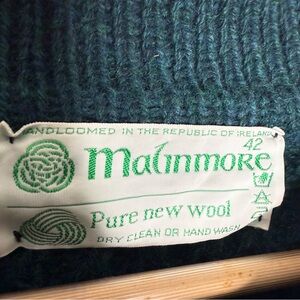 HANDLOOMED IN THE REPUBLIC OF IRELAND
42
Malinmore
Pure new wool
DRY CLEAN OR HAND WASH